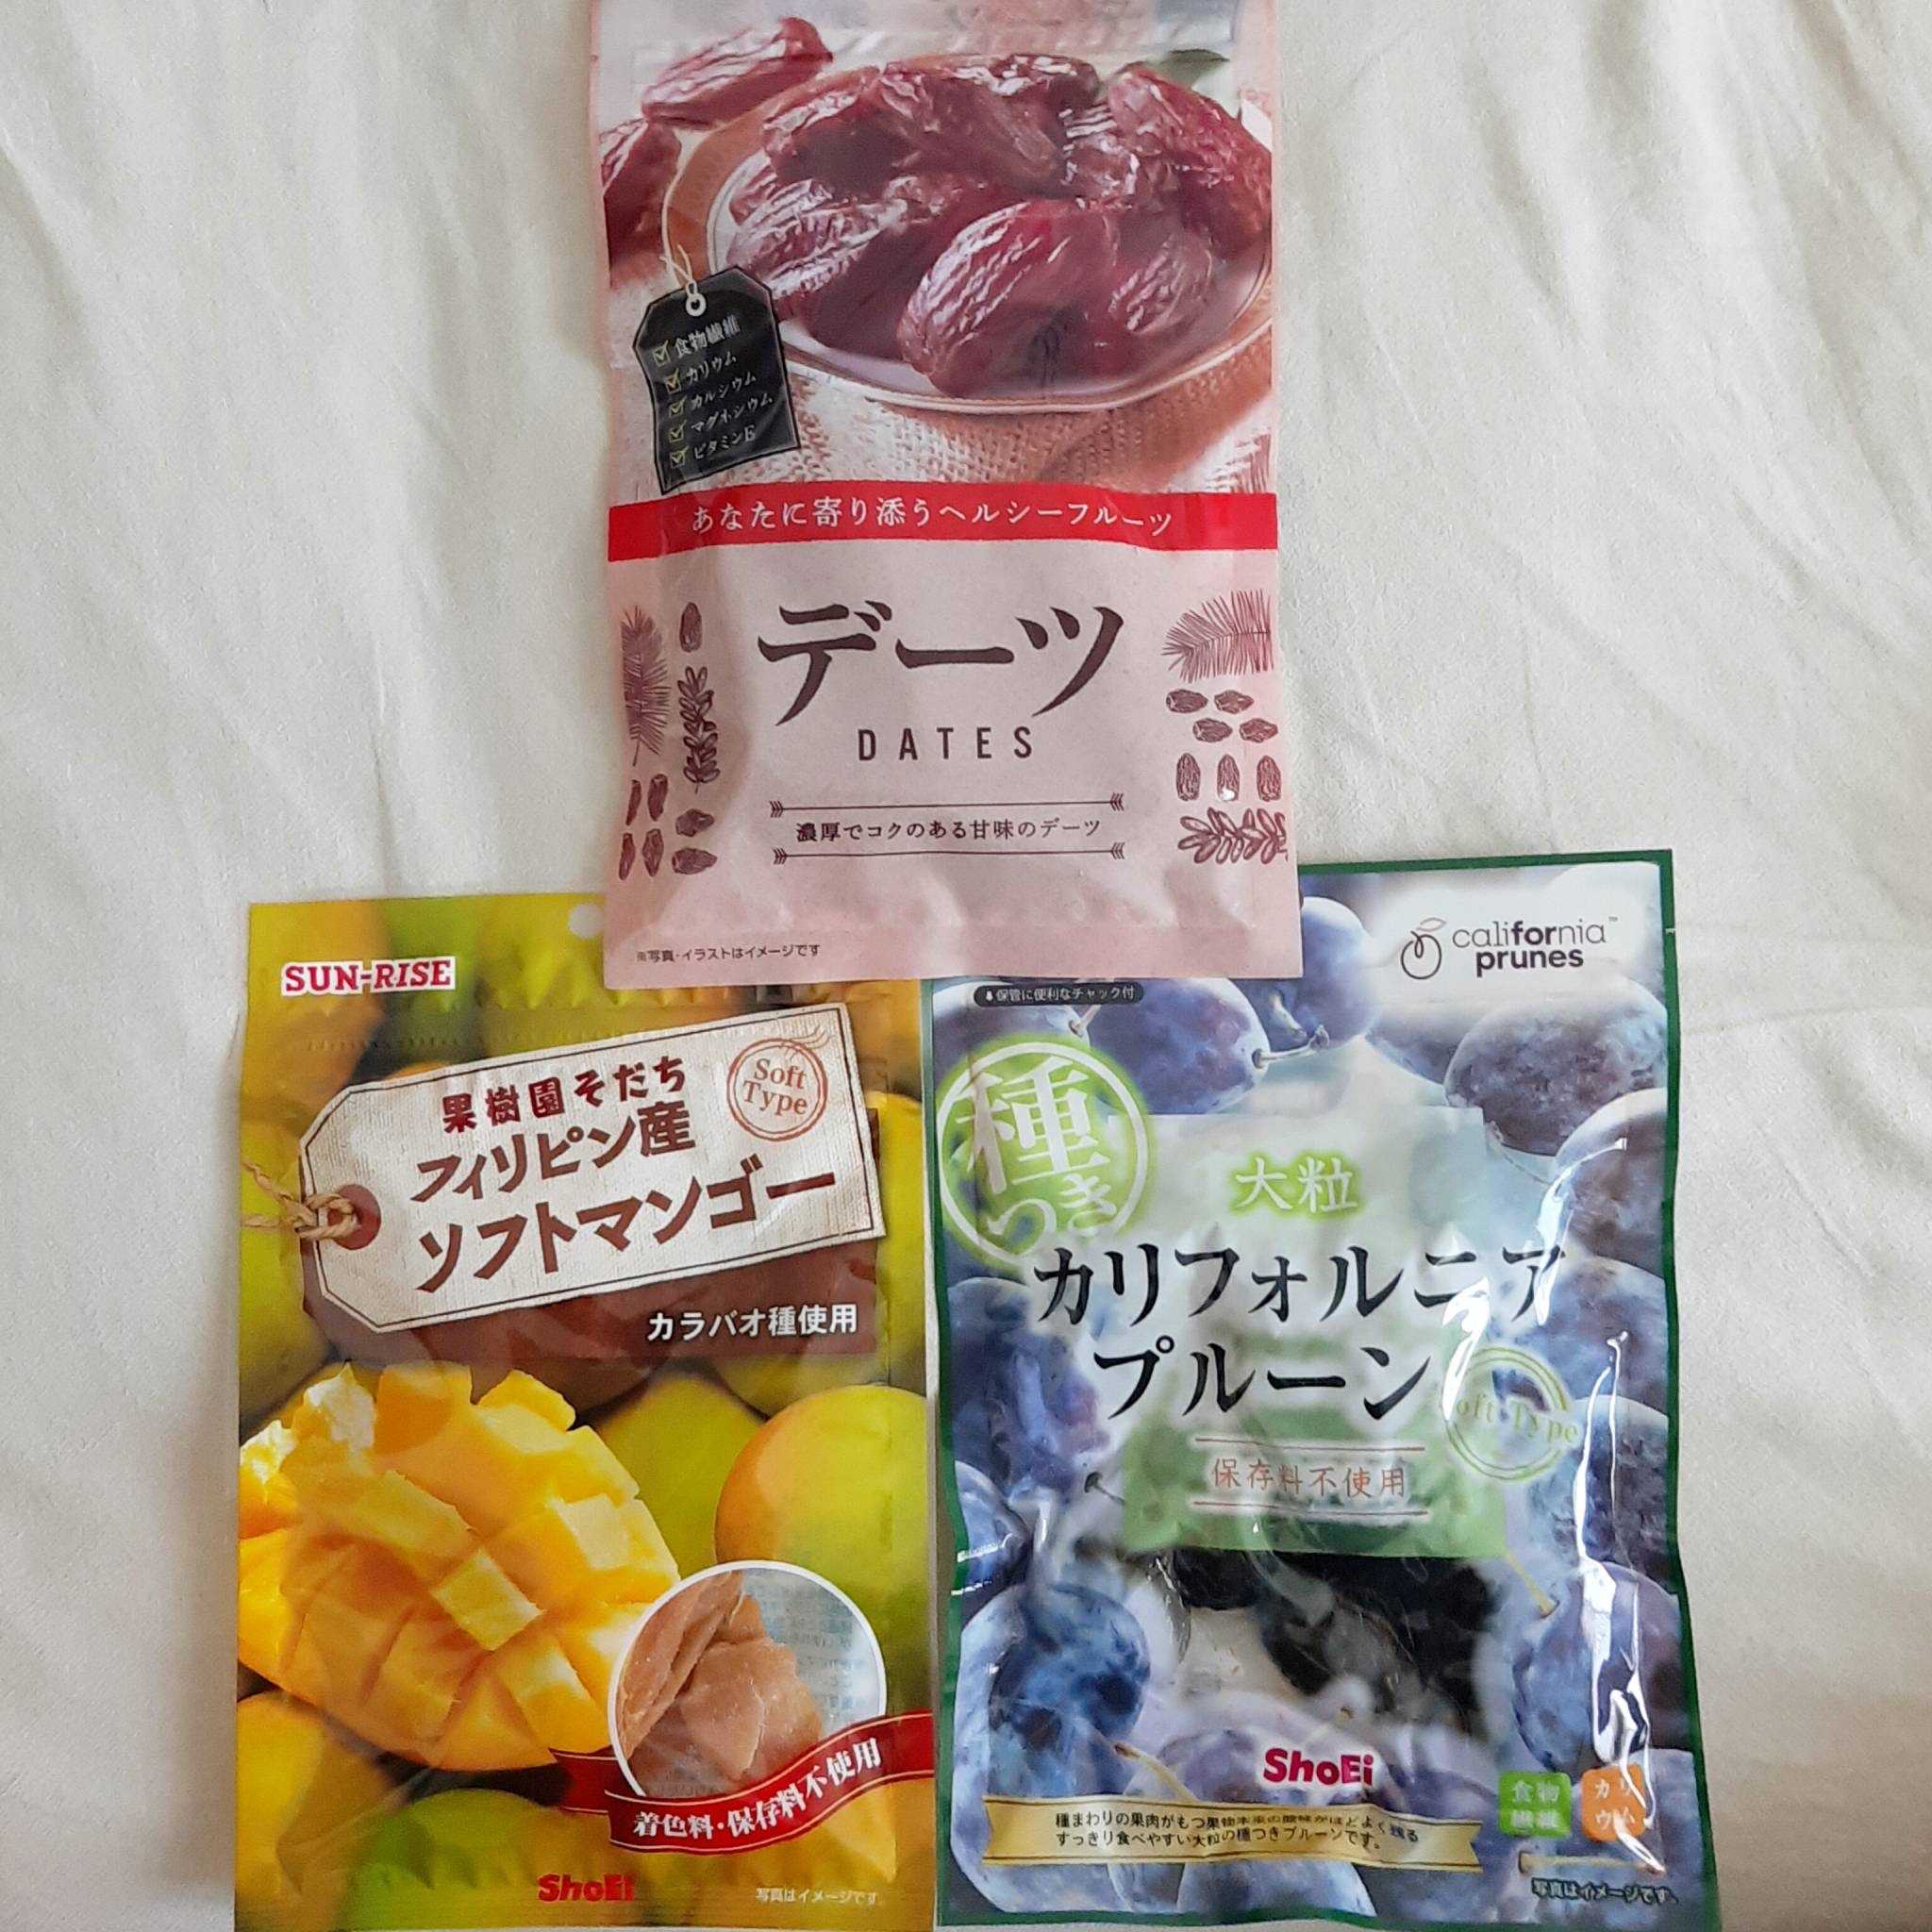 食物繊維
カリウム
カルシウム
マグネシウム
ビタミンE
あなたに寄り添うヘルシーフルーツ
デーツ
DATES
濃厚でコクのある甘味のデーツ
※写真・イラストはイメージです
SUN-RISE
果樹園そだち
フィリピン産
ソフトマンゴー
Soft
Type
カラバオ種使用
着色料・保存料不使用
ShoEi
写真はイメージです。
california™
prunes
保管に便利なチャック付
種
つき
大粒
カリフォルニア
プルーン
Soft Type
保存料不使用
ShoEi
食物
繊維
カリ
ウム
種まわりの果肉がもつ果物本来の酸味がほどよく残る
すっきり食べやすい大粒の種つきプルーンです。
写真はイメージです。